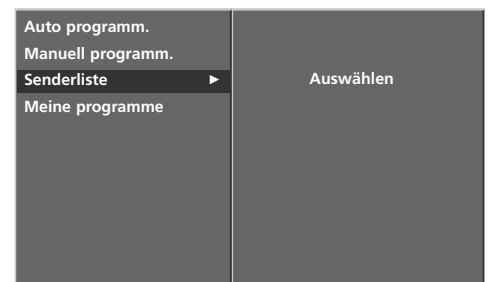 Auto programm.
Manuell programm.
Senderliste ►
Auswählen
Meine programme